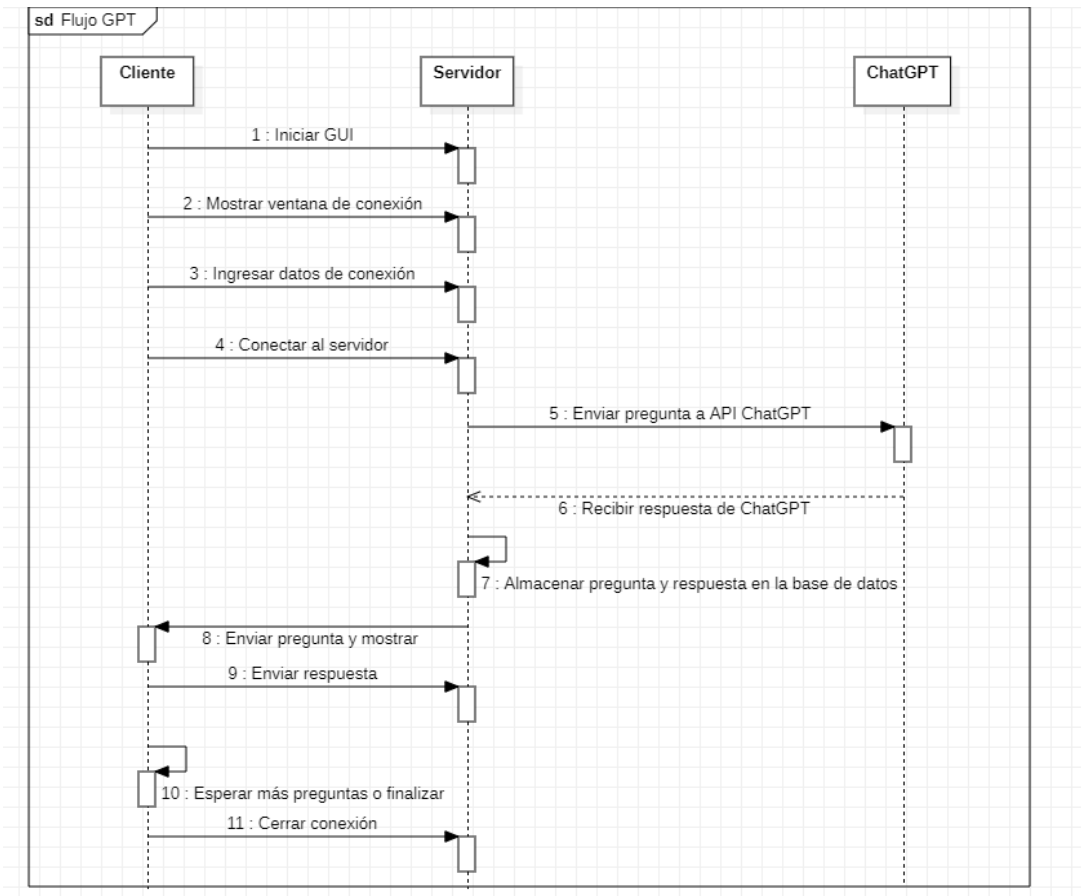 sd Flujo GPT
Cliente
Servidor
ChatGPT
1 : Iniciar GUI
2 : Mostrar ventana de conexión
3 : Ingresar datos de conexión
4 : Conectar al servidor
5 : Enviar pregunta a API ChatGPT
6 : Recibir respuesta de ChatGPT
7 : Almacenar pregunta y respuesta en la base de datos
8 : Enviar pregunta y mostrar
9 : Enviar respuesta
10 : Esperar más preguntas o finalizar
11 : Cerrar conexión